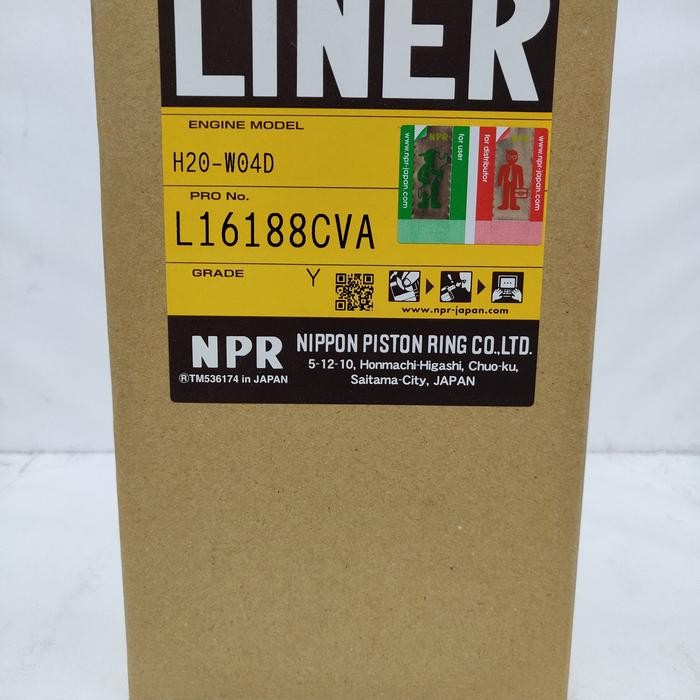 LINER
ENGINE MODEL
H20-W04D
PRO No.
L16188CVA
GRADE
Y
www.npr-japan.com
NPR
for user
for distributor
www.npr-japan.com
www.npr-japan.com
NPR
®TM536174 in JAPAN
NIPPON PISTON RING CO.,LTD.
5-12-10, Honmachi-Higashi, Chuo-ku,
Saitama-City, JAPAN